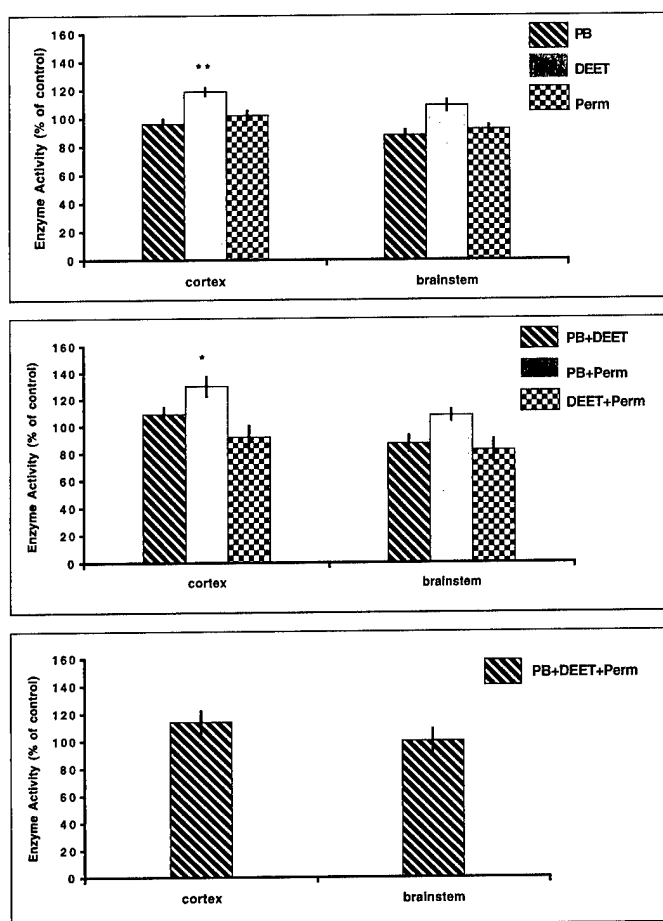 160
140
120
100
80
60
40
20
0
Enzyme Activity (% of control)
**
cortex
brainstem
PB
DEET
Perm
160
140
120
100
80
60
40
20
0
Enzyme Activity (% of control)
*
cortex
brainstem
PB+DEET
PB+Perm
DEET+Perm
160
140
120
100
80
60
40
20
0
Enzyme Activity (% of control)
cortex
brainstem
PB+DEET+Perm